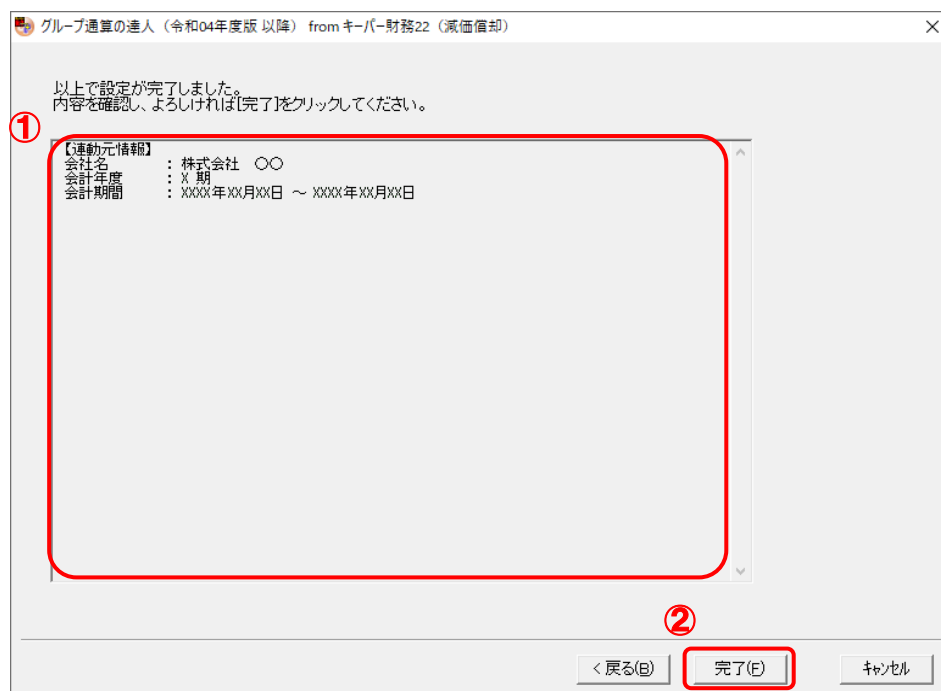 グループ通算の達人（令和04年度版 以降） from キーパー財務22（減価償却）
以上で設定が完了しました。
内容を確認し、よろしければ[完了]をクリックしてください。
①
【連動元情報】
会社名 ： 株式会社 〇〇
会計年度 ： X 期
会計期間 ： XXXX年XX月XX日 ～ XXXX年XX月XX日
②
< 戻る(B)
完了(F)
キャンセル